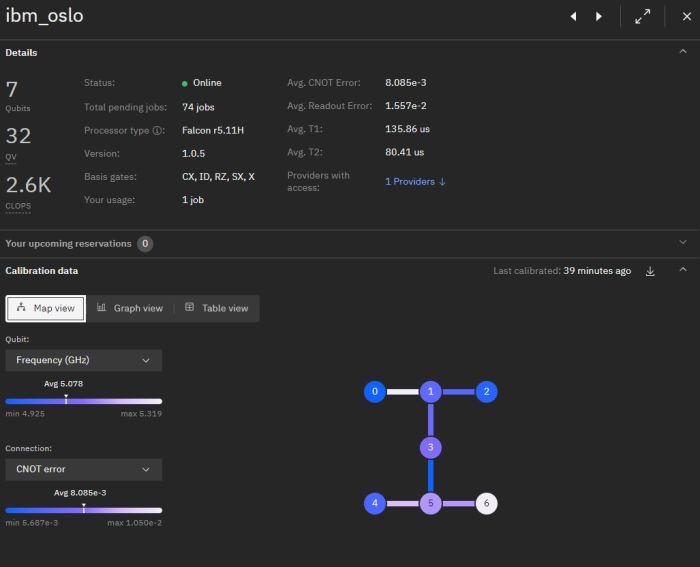 ibm_oslo
Details
7
Qubits
32
QV
2.6K
CLOPS
Status: Online
Total pending jobs: 74 jobs
Processor type: Falcon r5.11H
Version: 1.0.5
Basis gates: CX, ID, RZ, SX, X
Your usage: 1 job
Avg. CNOT Error: 8.085e-3
Avg. Readout Error: 1.557e-2
Avg. T1: 135.86 us
Avg. T2: 80.41 us
Providers with access: 1 Providers ↓
Your upcoming reservations 0
Calibration data
Last calibrated: 39 minutes ago
Map view Graph view Table view
Qubit:
Frequency (GHz)
Avg 5.078
min 4.925 max 5.319
Connection:
CNOT error
Avg 8.085e-3
min 5.687e-3 max 1.050e-2
0 1 2
3
4 5 6